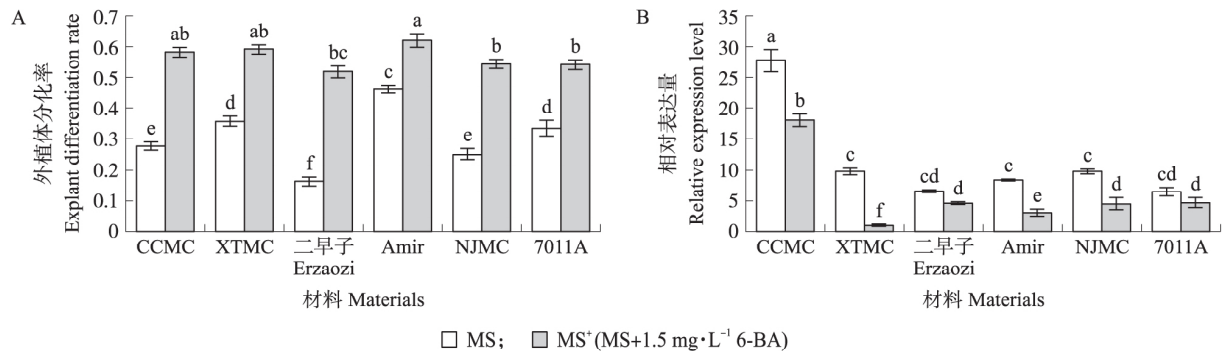 A
外植体分化率
Explant differentiation rate
0.7
0.6
0.5
0.4
0.3
0.2
0.1
0
e
ab
d
ab
f
bc
c
a
e
b
d
b
CCMC
XTMC
二早子
Erzaozi
Amir
NJMC
7011A
材料 Materials
B
相对表达量
Relative expression level
35
30
25
20
15
10
5
0
a
b
c
f
cd
d
c
e
c
d
cd
d
CCMC
XTMC
二早子
Erzaozi
Amir
NJMC
7011A
材料 Materials
MS; MS⁺(MS+1.5 mg·L⁻¹ 6-BA)